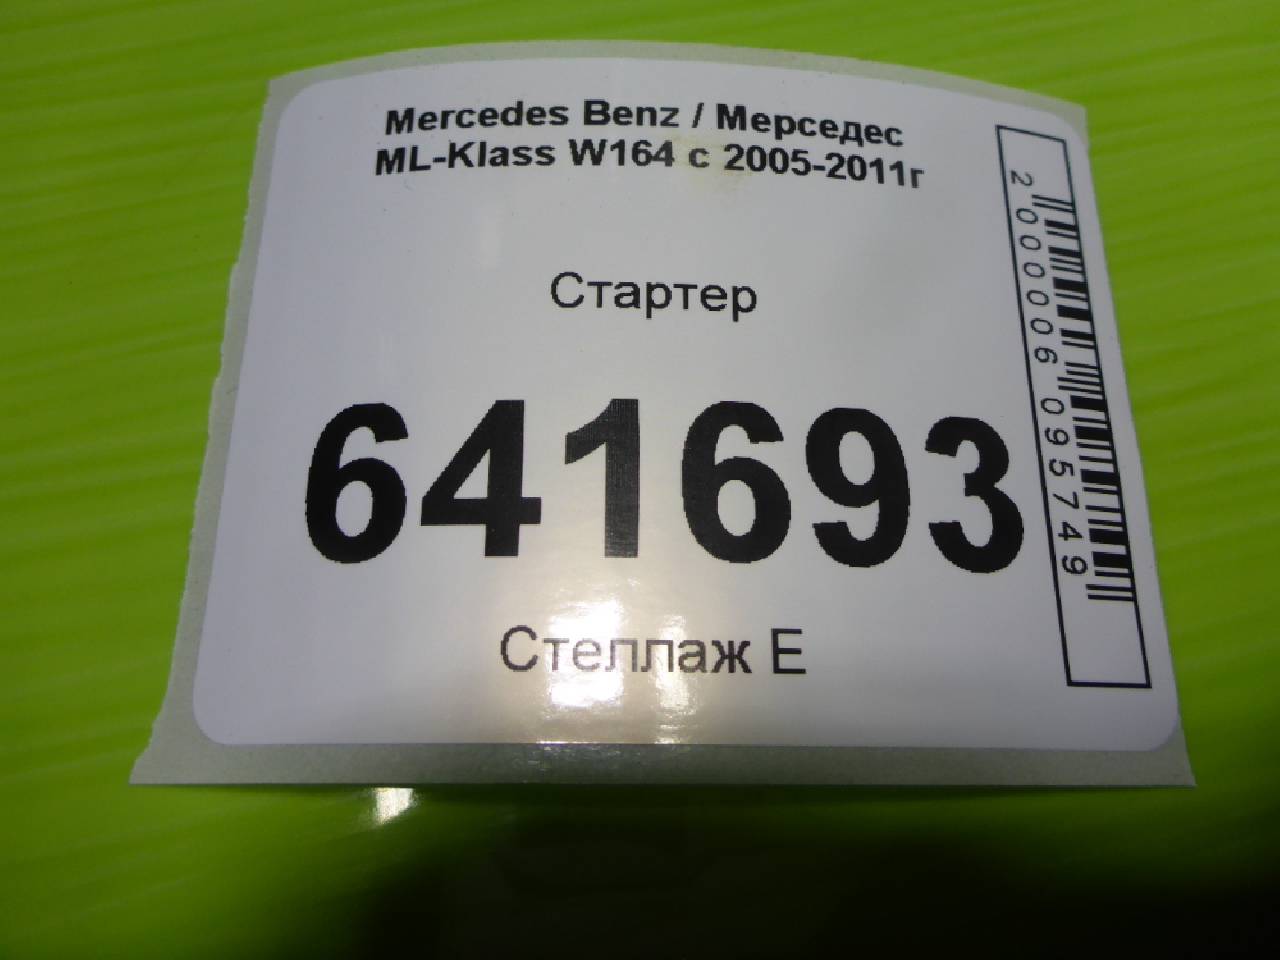 Mercedes Benz / Мерседес
ML-Klass W164 с 2005-2011г
Стартер
641693
Стеллаж Е
2000006095749